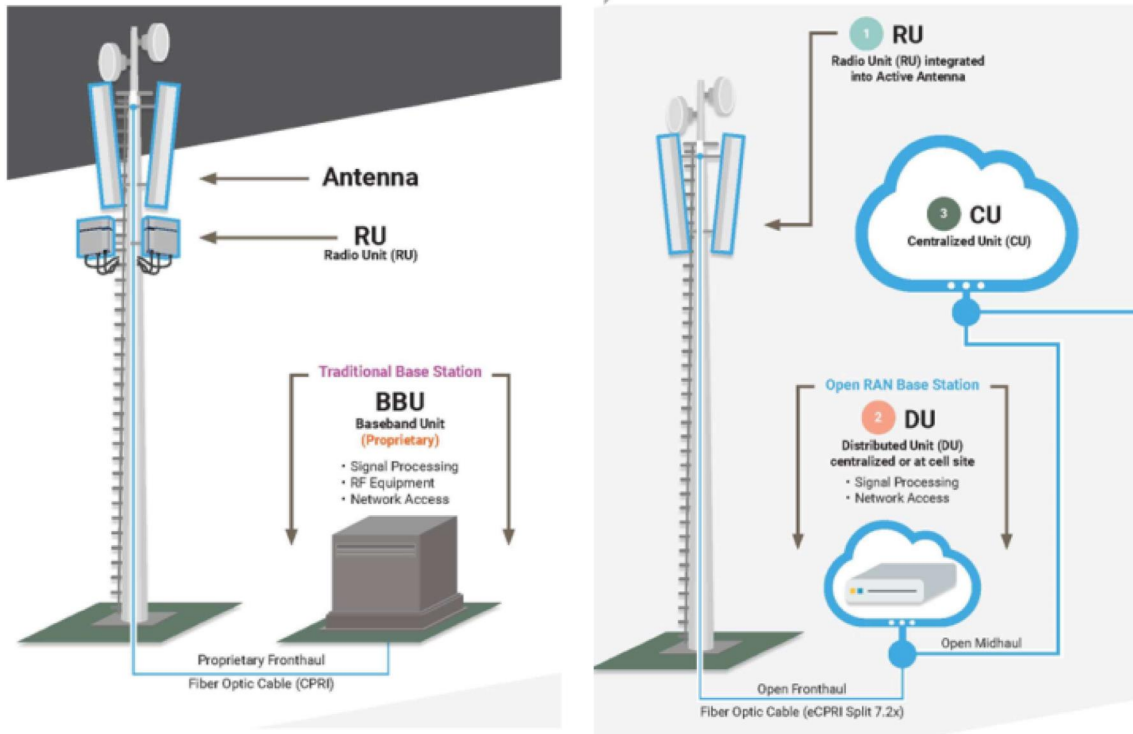 Antenna
RU
Radio Unit (RU)
Traditional Base Station
BBU
Baseband Unit
(Proprietary)
• Signal Processing
• RF Equipment
• Network Access
Proprietary Fronthaul
Fiber Optic Cable (CPRI)
1 RU
Radio Unit (RU) integrated
into Active Antenna
3 CU
Centralized Unit (CU)
Open RAN Base Station
2 DU
Distributed Unit (DU)
centralized or at cell site
• Signal Processing
• Network Access
Open Midhaul
Open Fronthaul
Fiber Optic Cable (eCPRI Split 7.2x)